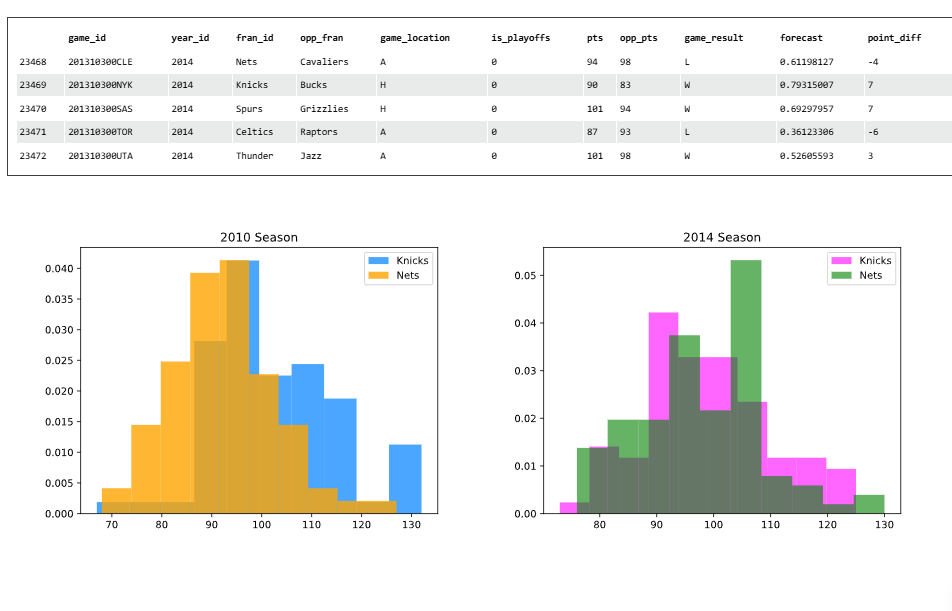 game_id year_id fran_id opp_fran game_location is_playoffs pts opp_pts game_result forecast point_diff
23468 201310300CLE 2014 Nets Cavaliers A 0 94 98 L 0.61198127 -4
23469 201310300NYK 2014 Knicks Bucks H 0 90 83 W 0.79315007 7
23470 201310300SAS 2014 Spurs Grizzlies H 0 101 94 W 0.69297957 7
23471 201310300TOR 2014 Celtics Raptors A 0 87 93 L 0.36123306 -6
23472 201310300UTA 2014 Thunder Jazz A 0 101 98 W 0.52605593 3
2010 Season
Knicks
Nets
0.040
0.035
0.030
0.025
0.020
0.015
0.010
0.005
0.000
70 80 90 100 110 120 130
2014 Season
Knicks
Nets
0.05
0.04
0.03
0.02
0.01
0.00
80 90 100 110 120 130